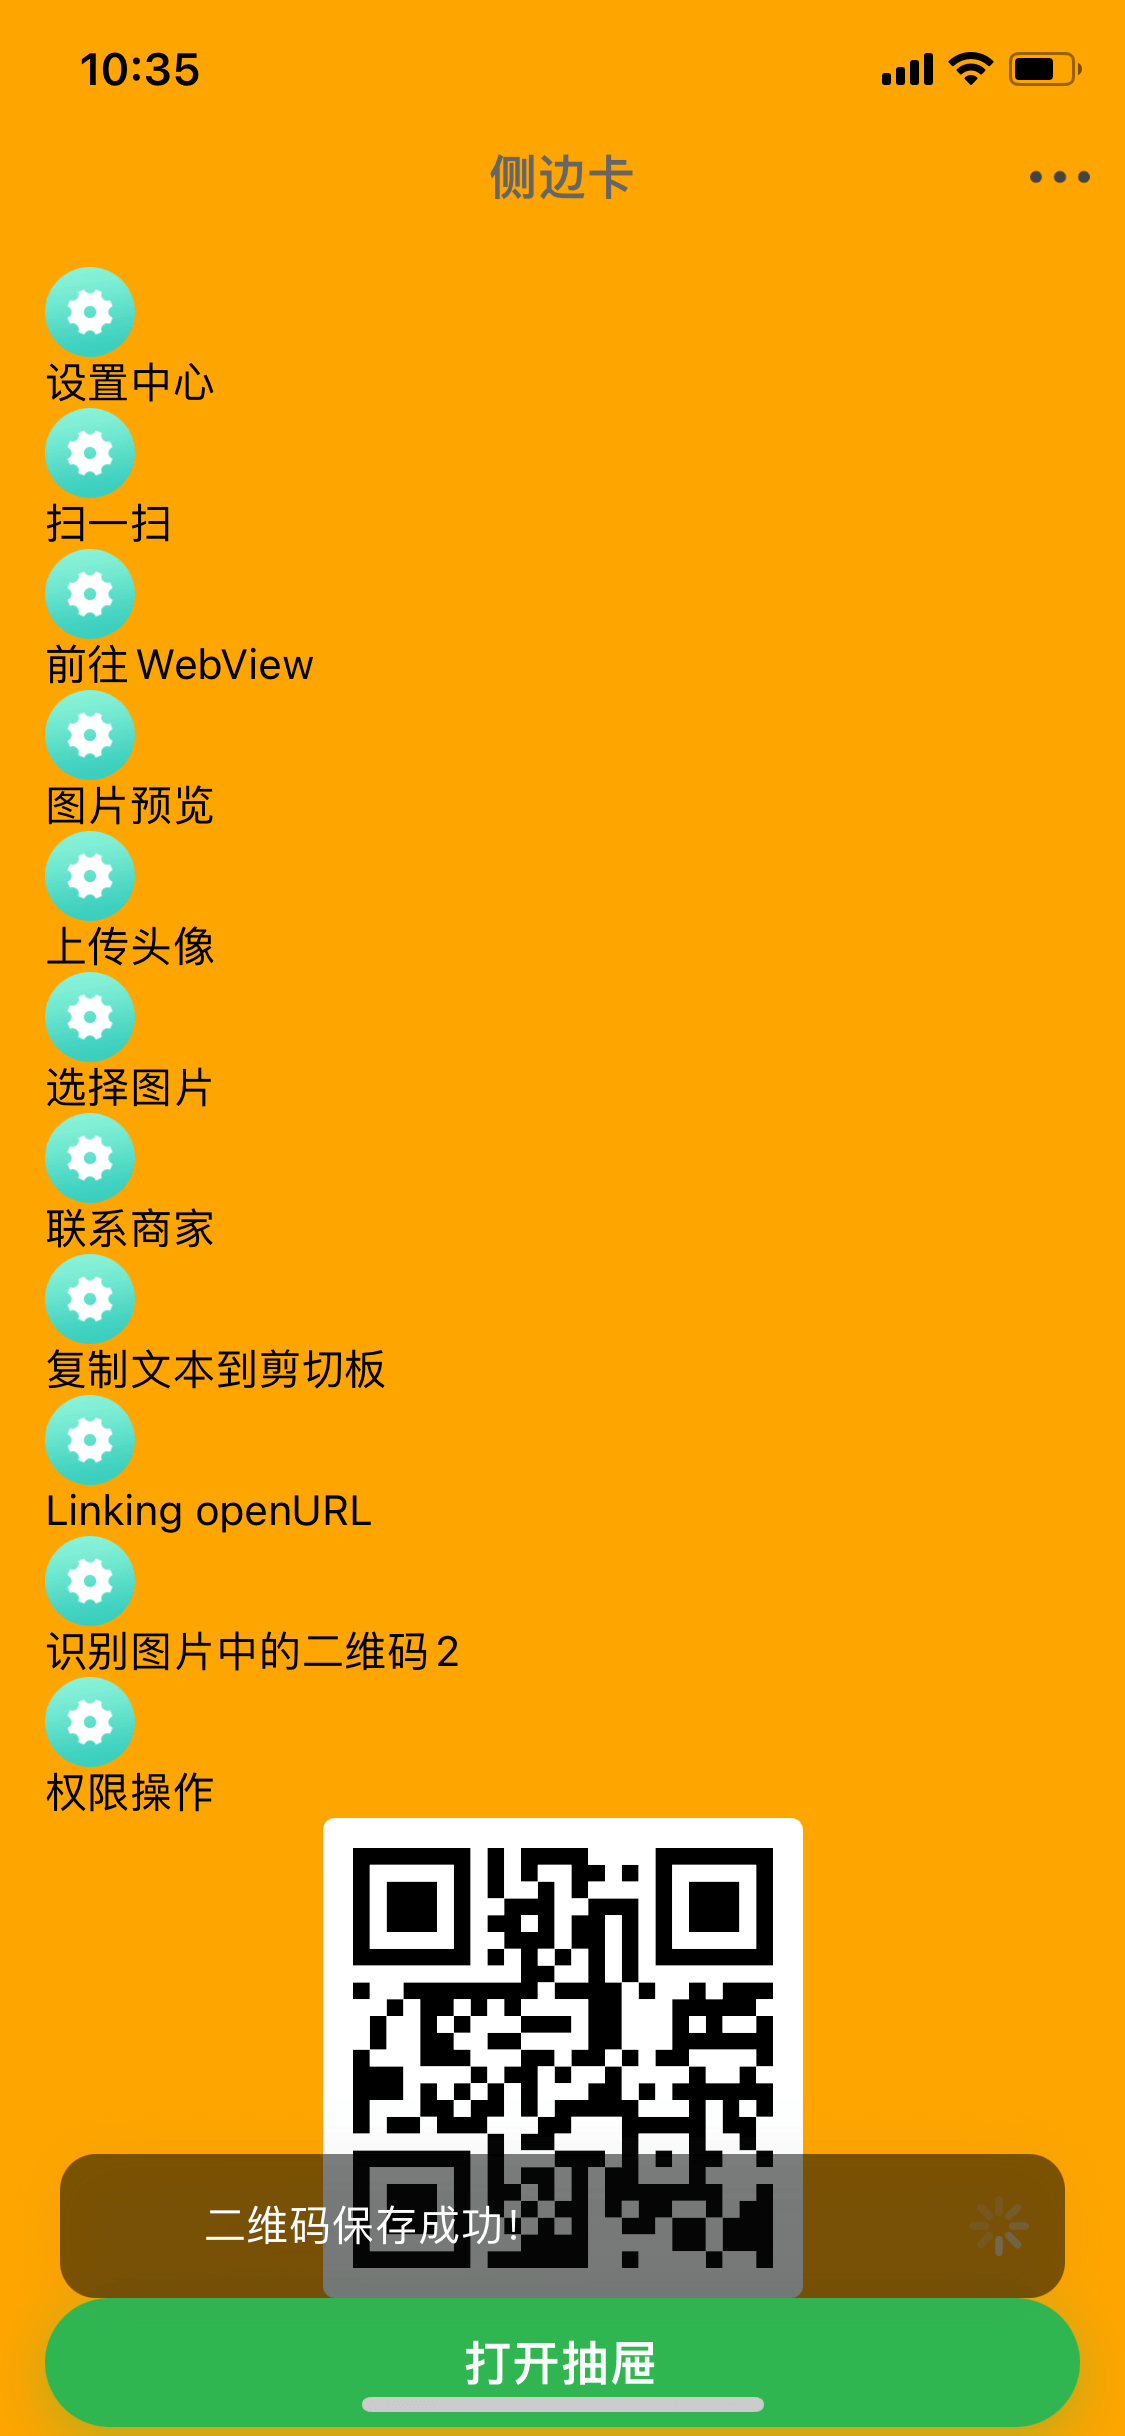 10:35
侧边卡
设置中心
扫一扫
前往WebView
图片预览
上传头像
选择图片
联系商家
复制文本到剪切板
Linking openURL
识别图片中的二维码2
权限操作
二维码保存成功!
打开抽屉